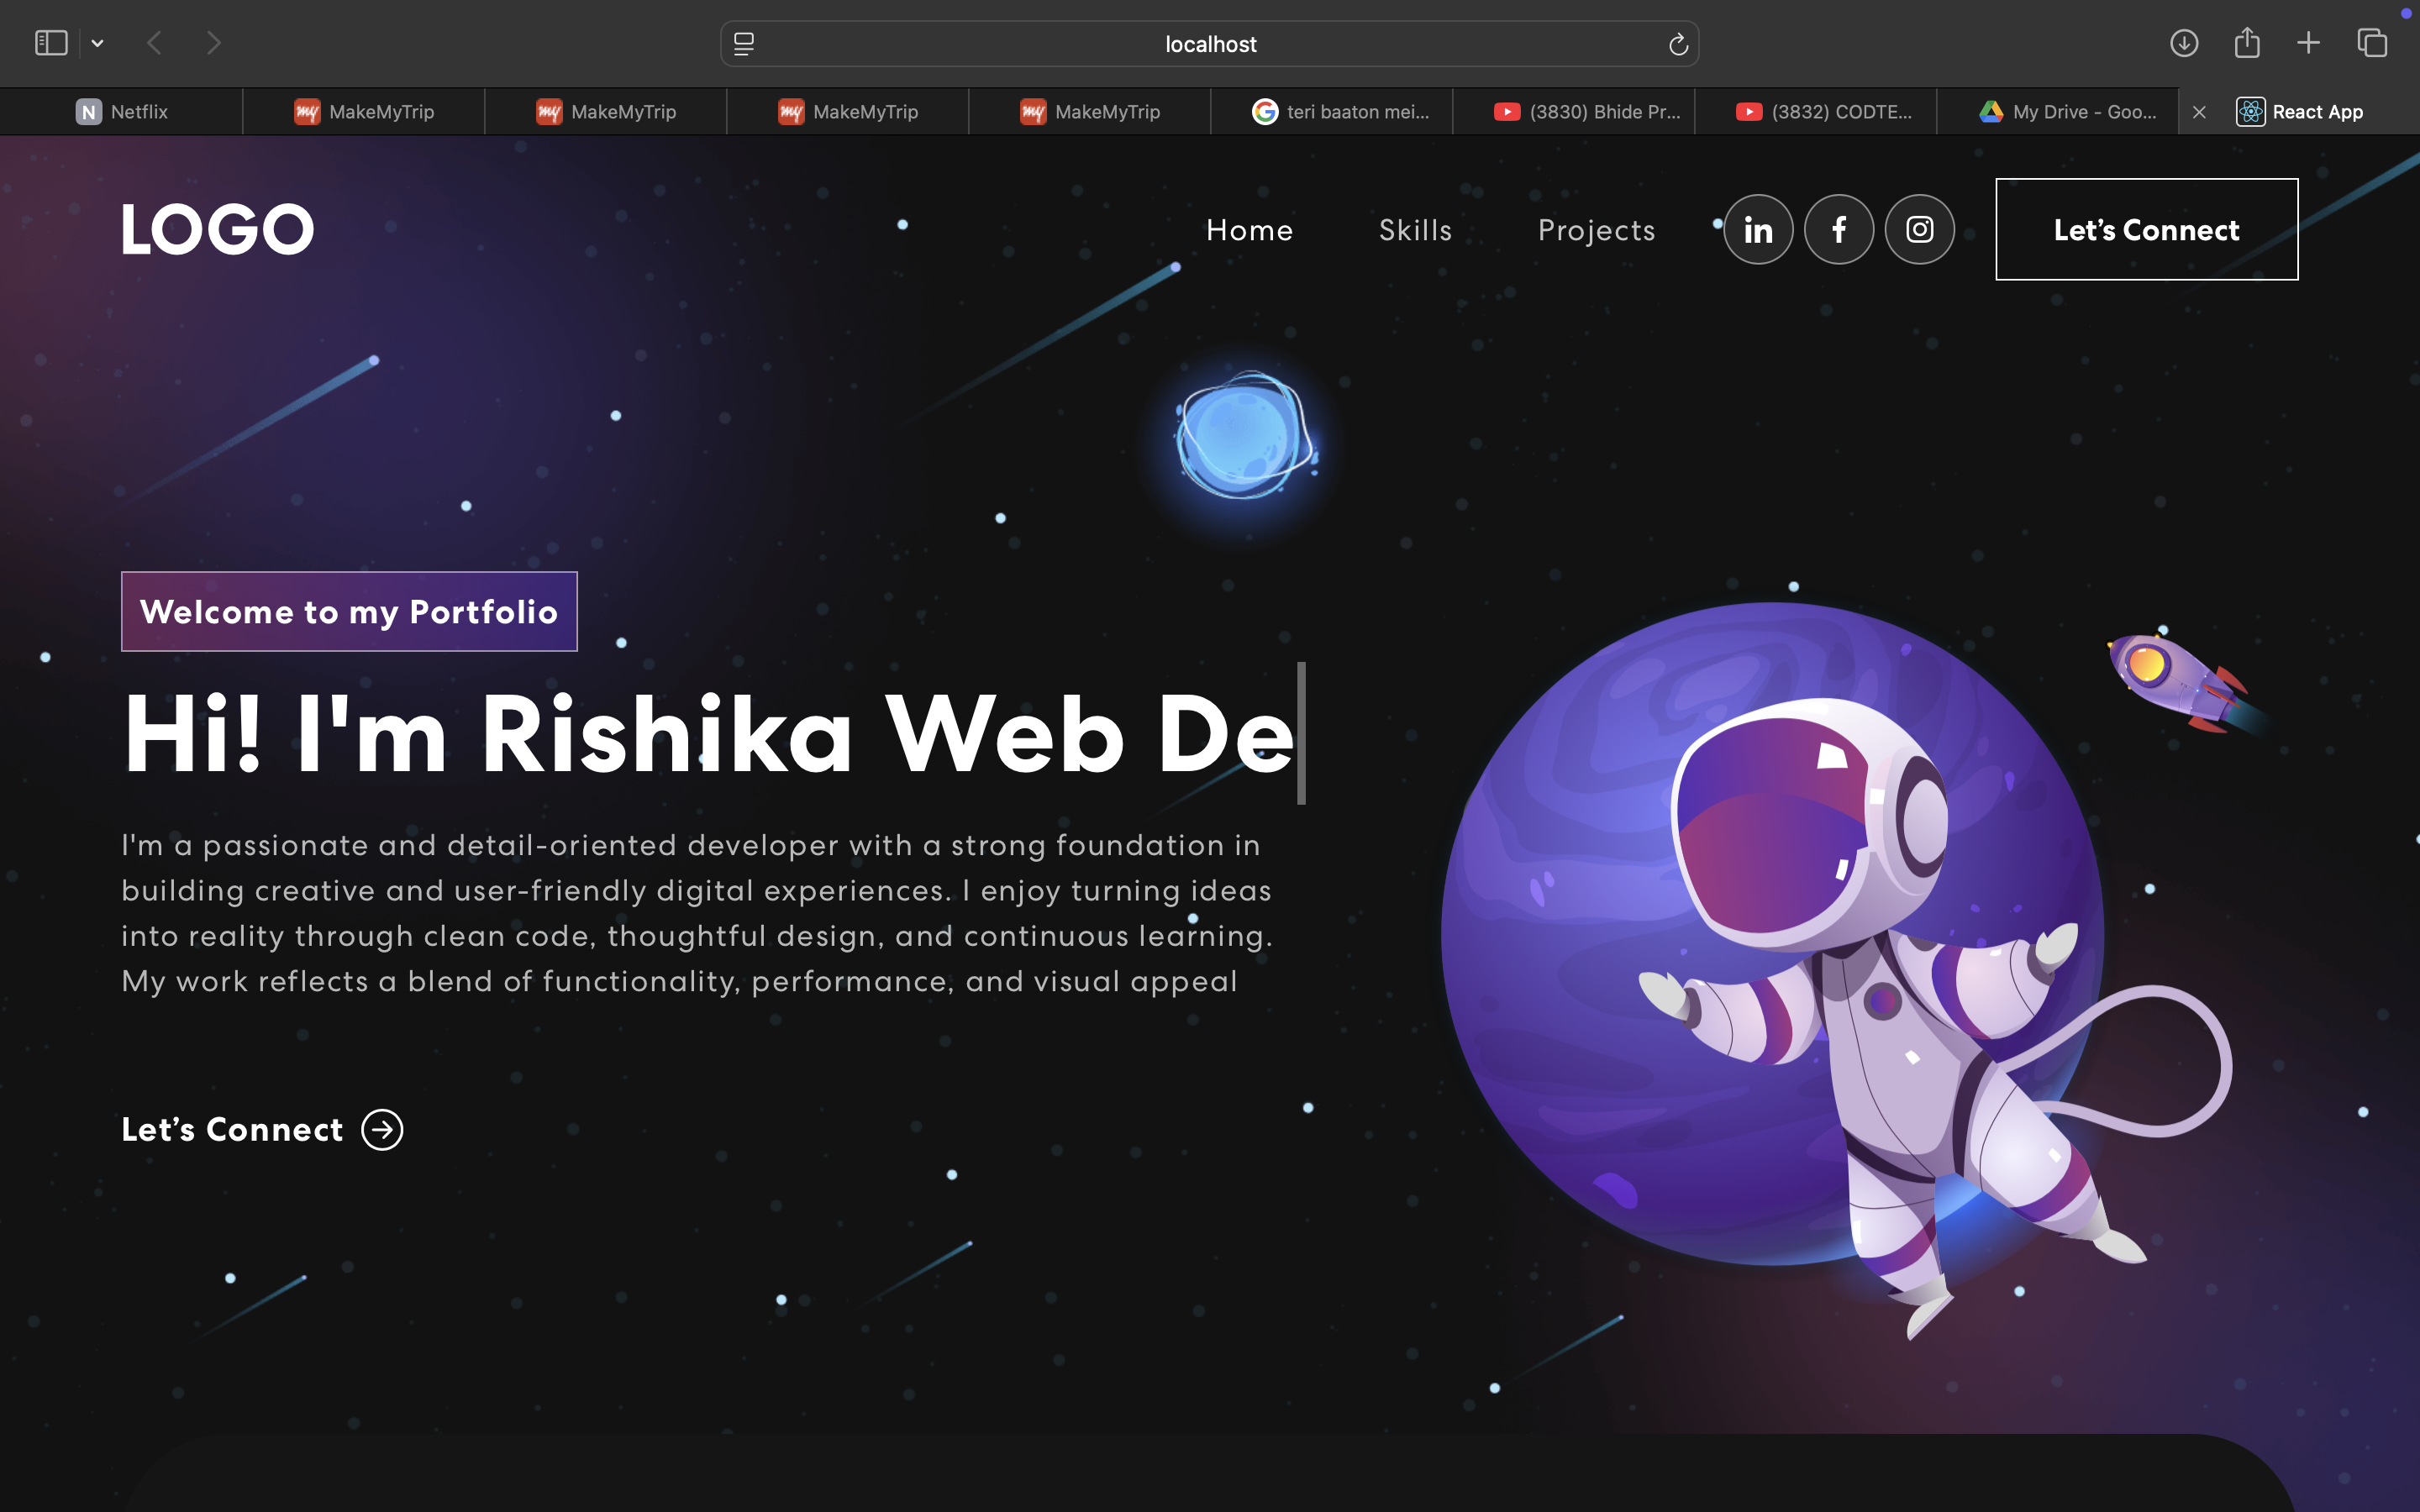 localhost
Netflix
MakeMyTrip
MakeMyTrip
MakeMyTrip
MakeMyTrip
teri baaton mei...
(3830) Bhide Pr...
(3832) CODTE...
My Drive - Goo...
React App
LOGO
Home
Skills
Projects
Let’s Connect
Welcome to my Portfolio
Hi! I'm Rishika Web De
I'm a passionate and detail-oriented developer with a strong foundation in
building creative and user-friendly digital experiences. I enjoy turning ideas
into reality through clean code, thoughtful design, and continuous learning.
My work reflects a blend of functionality, performance, and visual appeal
Let’s Connect